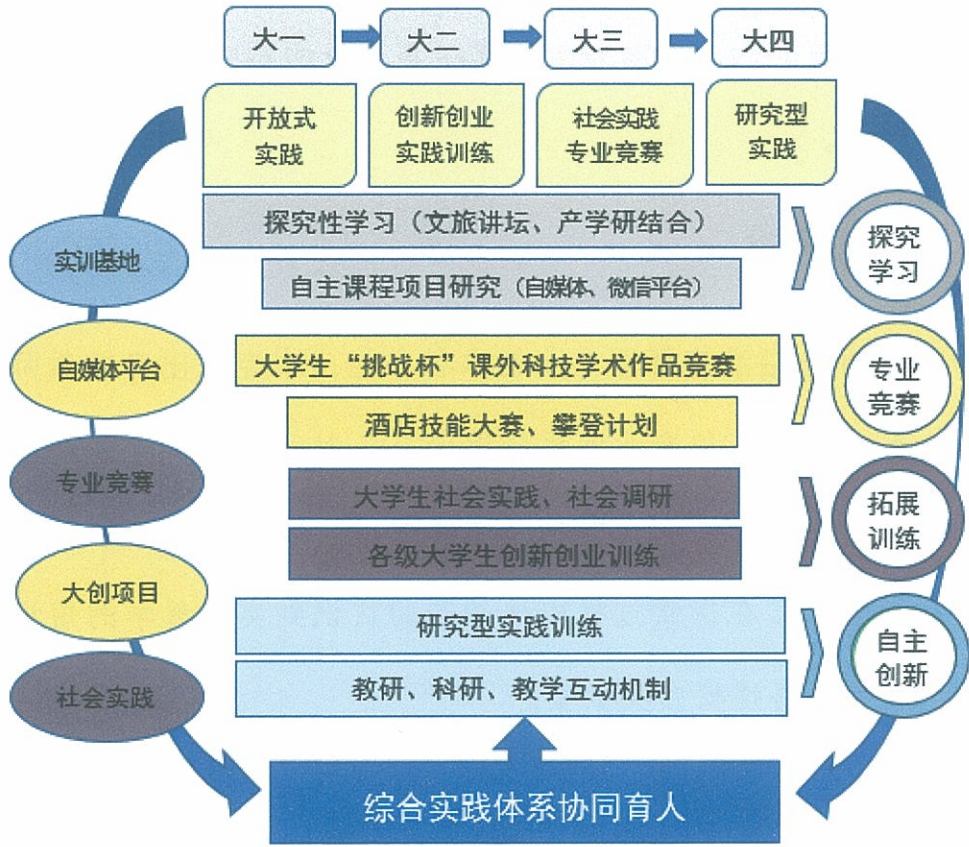 大一
大二
大三
大四
开放式
实践
创新创业
实践训练
社会实践
专业竞赛
研究型
实践
实训基地
自媒体平台
专业竞赛
大创项目
社会实践
探究性学习（文旅讲坛、产学研结合）
自主课程项目研究（自媒体、微信平台）
大学生“挑战杯”课外科技学术作品竞赛
酒店技能大赛、攀登计划
大学生社会实践、社会调研
各级大学生创新创业训练
研究型实践训练
教研、科研、教学互动机制
探究
学习
专业
竞赛
拓展
训练
自主
创新
综合实践体系协同育人